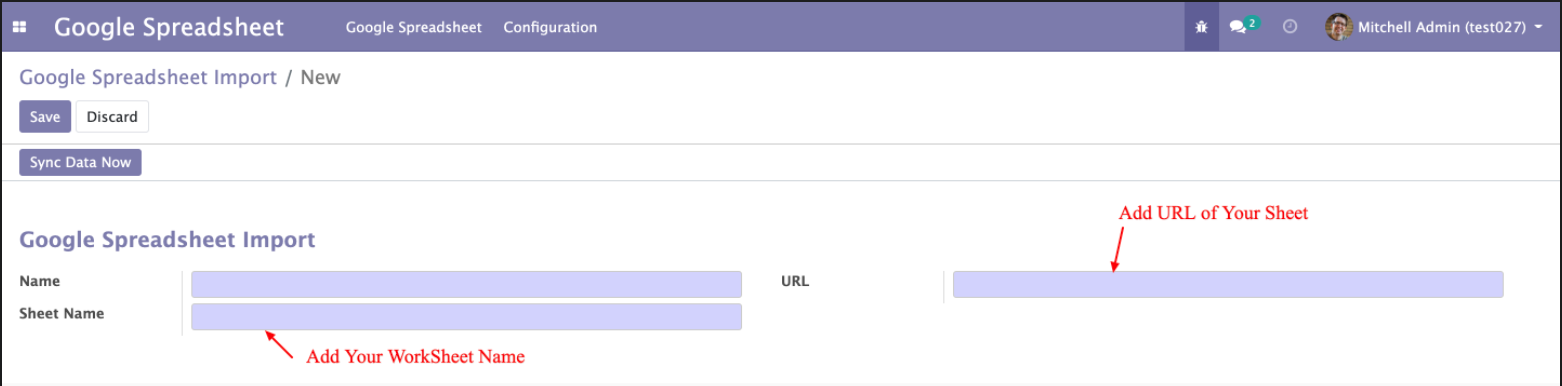 Google Spreadsheet Google Spreadsheet Configuration 2 Mitchell Admin (test027)
Google Spreadsheet Import / New
Save Discard
Sync Data Now
Add URL of Your Sheet
Google Spreadsheet Import
Name URL
Sheet Name
Add Your WorkSheet Name